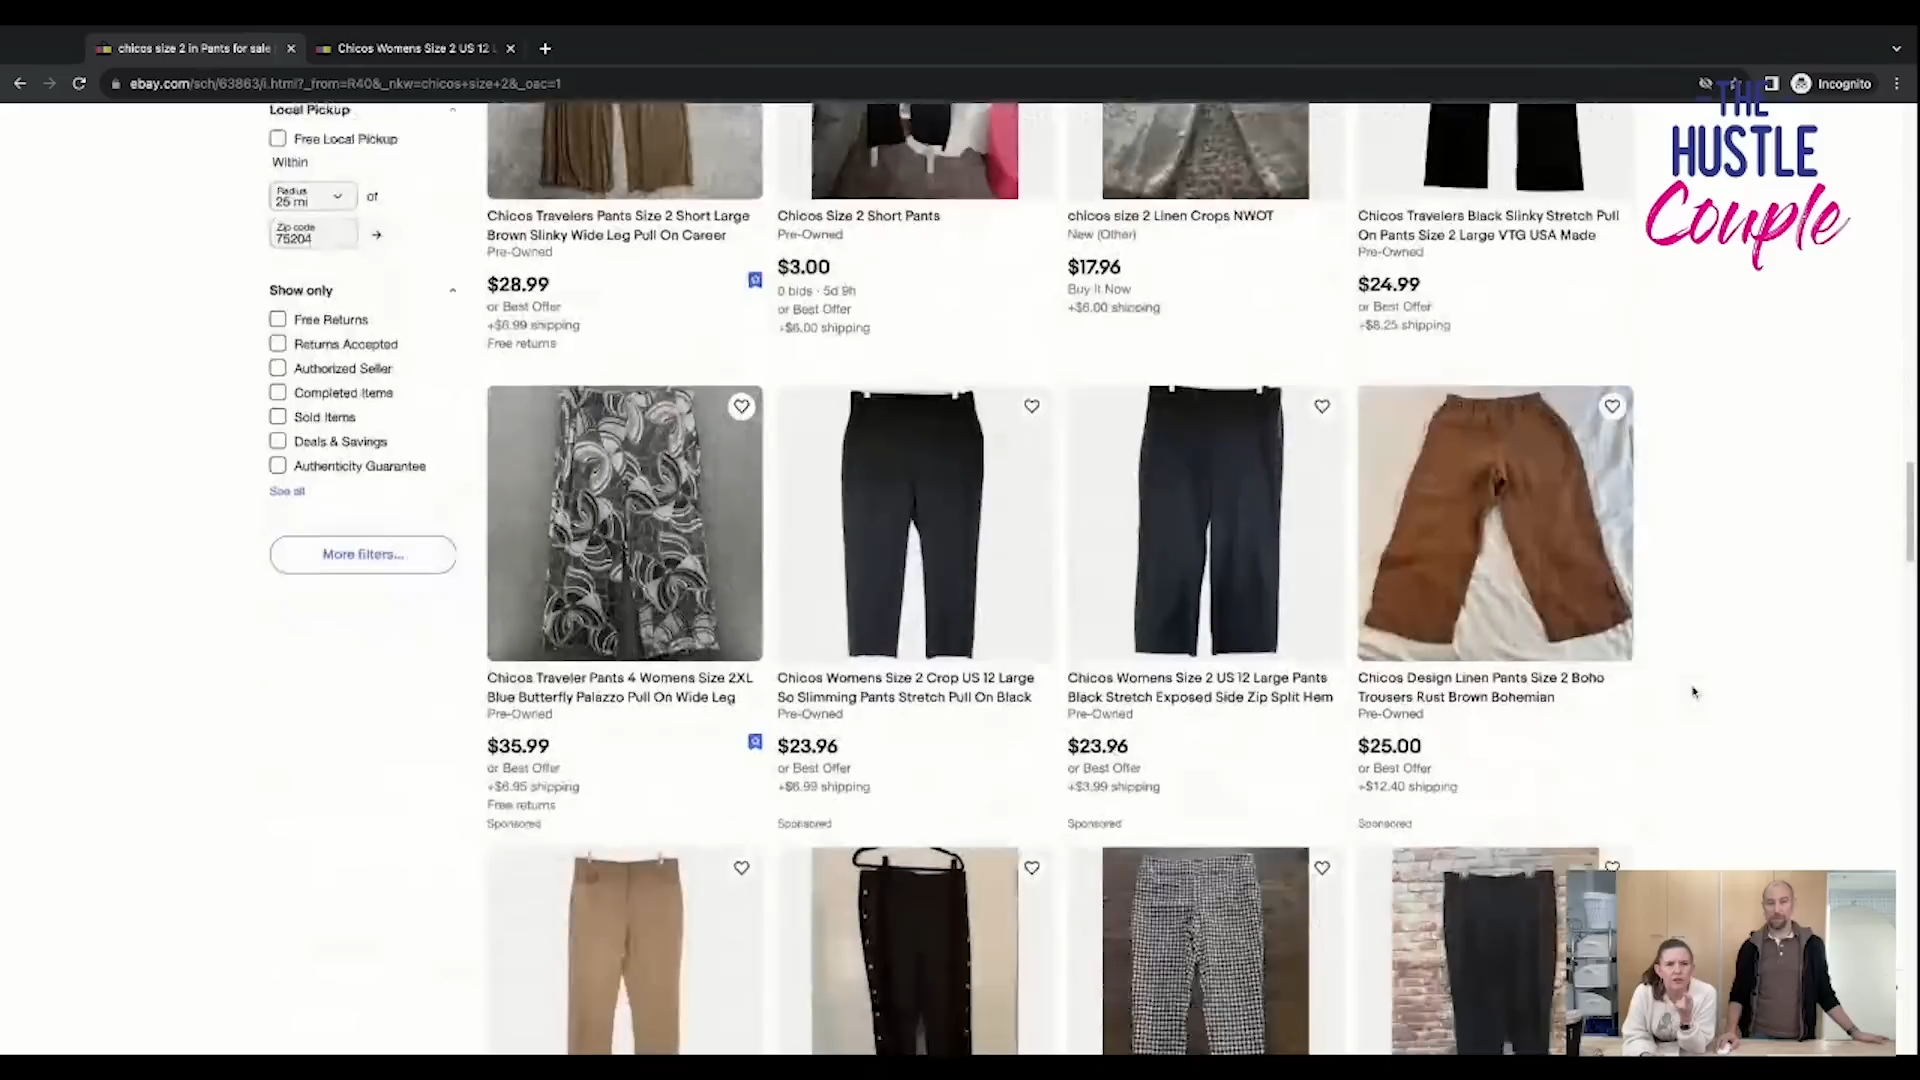 chicos size 2 in Pants for sale
Chicos Womens Size 2 US 12 L
ebay.com/sch/63863/i.html?_from=R40&_nkw=chicos+size+2&_oac=1
Incognito
THE
HUSTLE
Couple
Local Pickup
Free Local Pickup
Within
Radius
25 mi
of
Zip code
75204
Show only
Free Returns
Returns Accepted
Authorized Seller
Completed Items
Sold Items
Deals & Savings
Authenticity Guarantee
See all
More filters...
Chicos Travelers Pants Size 2 Short Large
Brown Slinky Wide Leg Pull On Career
Pre-Owned
$28.99
or Best Offer
+$6.99 shipping
Free returns
Chicos Size 2 Short Pants
Pre-Owned
$3.00
0 bids · 5d 9h
or Best Offer
+$6.00 shipping
chicos size 2 Linen Crops NWOT
New (Other)
$17.96
Buy It Now
+$6.00 shipping
Chicos Travelers Black Slinky Stretch Pull
On Pants Size 2 Large VTG USA Made
Pre-Owned
$24.99
or Best Offer
+$8.25 shipping
Chicos Traveler Pants 4 Womens Size 2XL
Blue Butterfly Palazzo Pull On Wide Leg
Pre-Owned
$35.99
or Best Offer
+$6.95 shipping
Free returns
Sponsored
Chicos Womens Size 2 Crop US 12 Large
So Slimming Pants Stretch Pull On Black
Pre-Owned
$23.96
or Best Offer
+$6.99 shipping
Sponsored
Chicos Womens Size 2 US 12 Large Pants
Black Stretch Exposed Side Zip Split Hem
Pre-Owned
$23.96
or Best Offer
+$3.99 shipping
Sponsored
Chicos Design Linen Pants Size 2 Boho
Trousers Rust Brown Bohemian
Pre-Owned
$25.00
or Best Offer
+$12.40 shipping
Sponsored